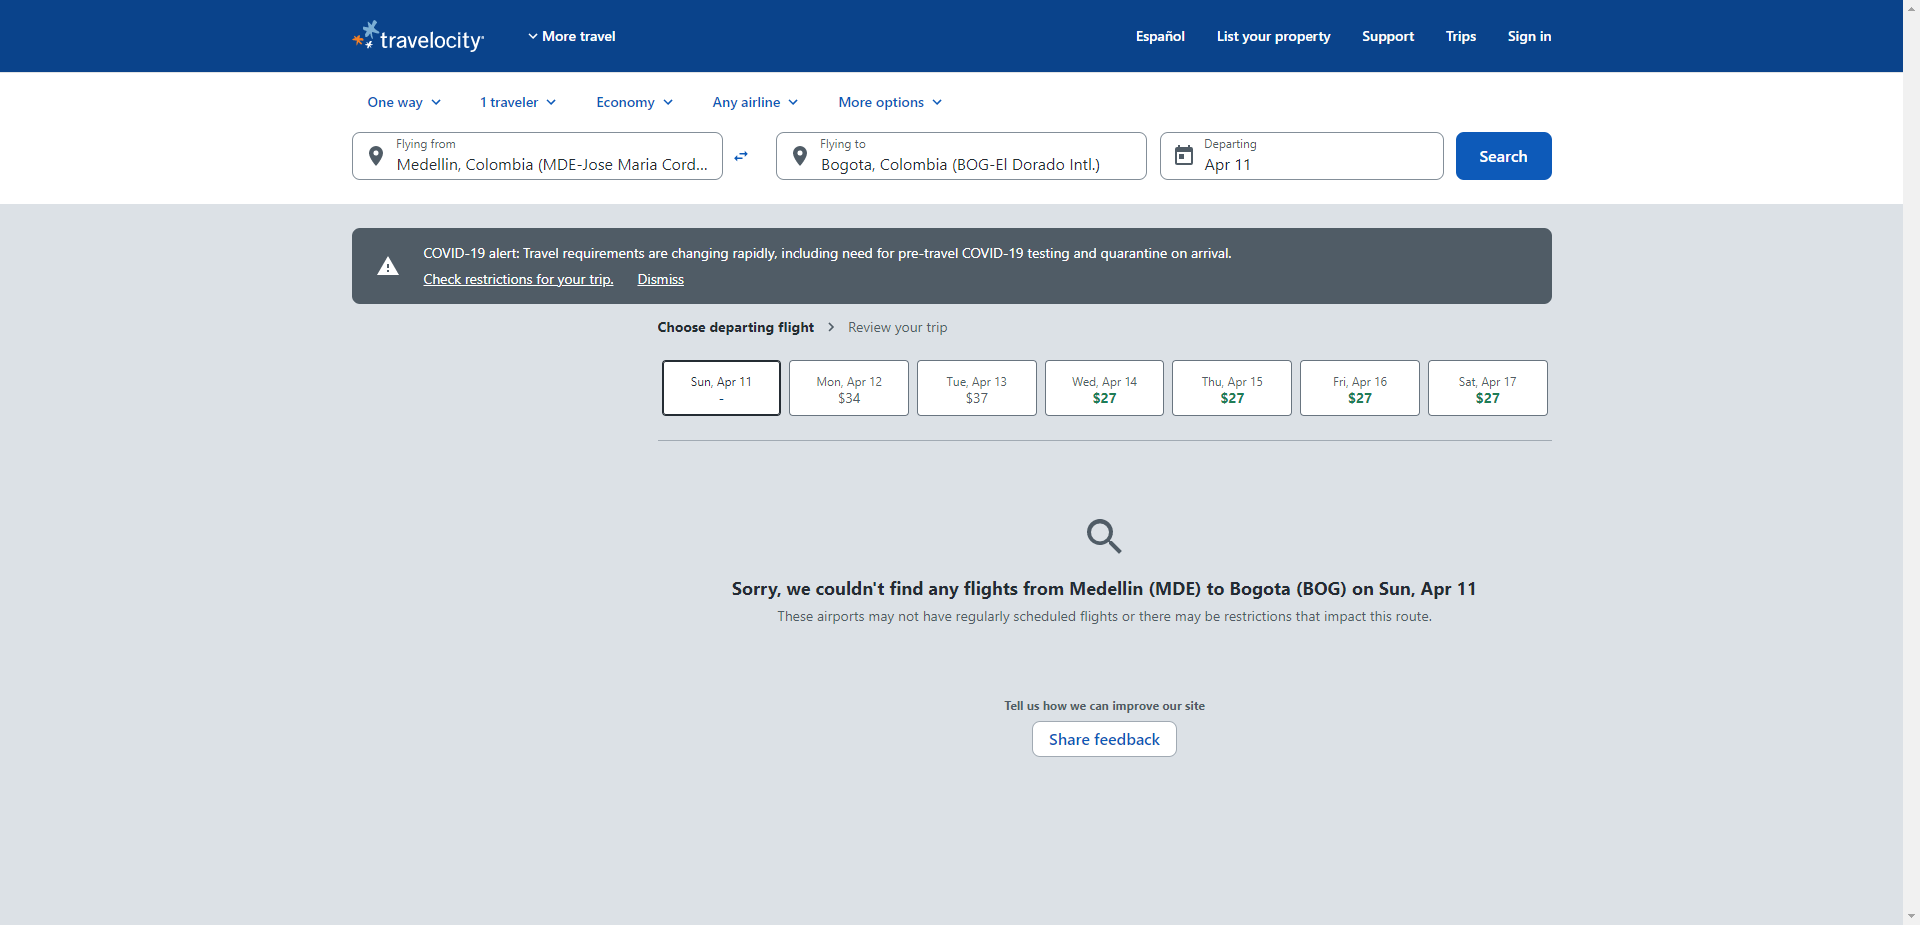 travelocity
More travel
Español
List your property
Support
Trips
Sign in
One way
1 traveler
Economy
Any airline
More options
Flying from
Medellin, Colombia (MDE-Jose Maria Cord...
Flying to
Bogota, Colombia (BOG-El Dorado Intl.)
Departing
Apr 11
Search
COVID-19 alert: Travel requirements are changing rapidly, including need for pre-travel COVID-19 testing and quarantine on arrival.
Check restrictions for your trip.
Dismiss
Choose departing flight
Review your trip
Sun, Apr 11
-
Mon, Apr 12
$34
Tue, Apr 13
$37
Wed, Apr 14
$27
Thu, Apr 15
$27
Fri, Apr 16
$27
Sat, Apr 17
$27
Sorry, we couldn't find any flights from Medellin (MDE) to Bogota (BOG) on Sun, Apr 11
These airports may not have regularly scheduled flights or there may be restrictions that impact this route.
Tell us how we can improve our site
Share feedback